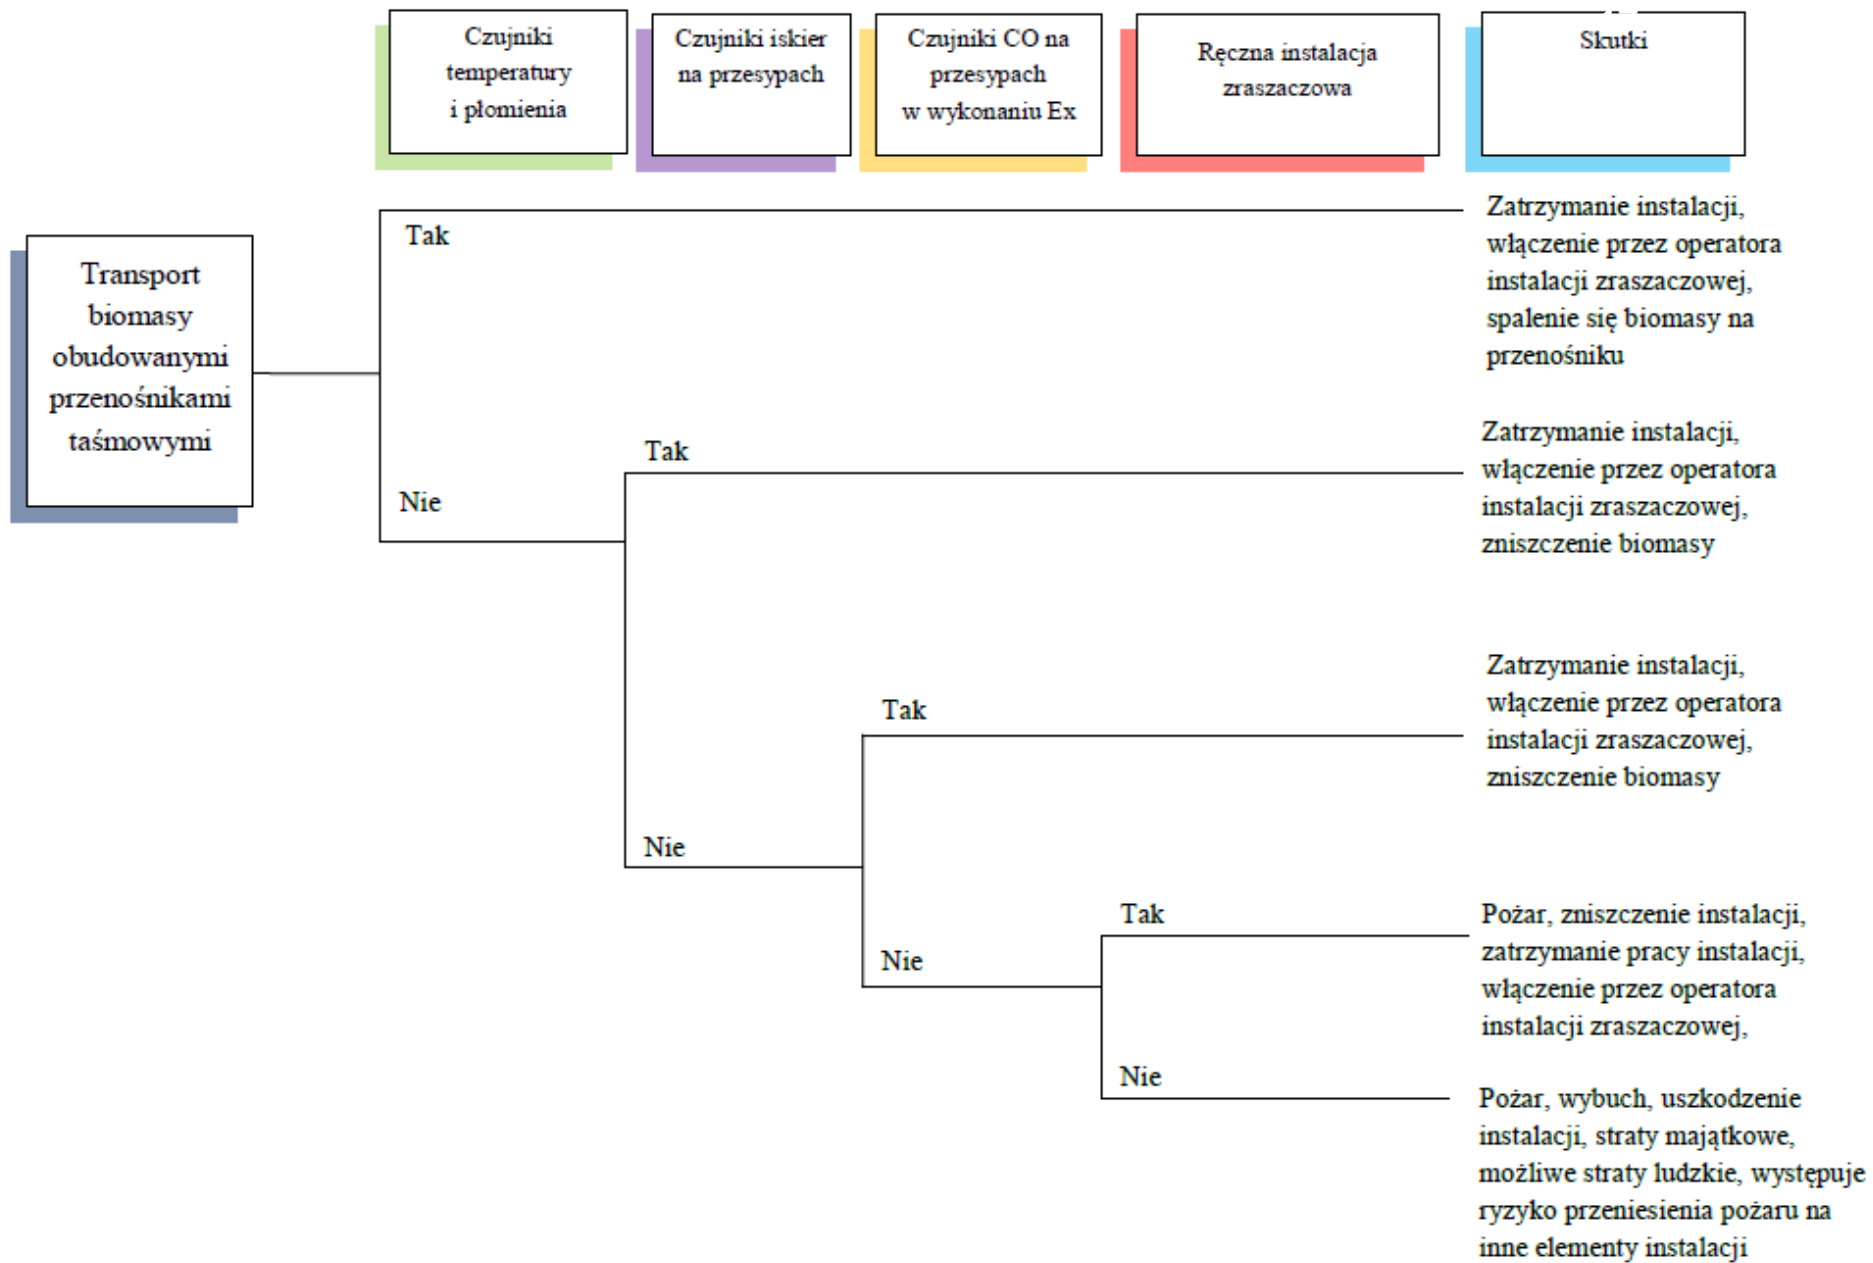 Czujniki
temperatury
i płomienia
Czujniki iskier
na przesypach
Czujniki CO na
przesypach
w wykonaniu Ex
Ręczna instalacja
zraszaczowa
Skutki
Transport
biomasy
obudowanymi
przenośnikami
taśmowymi
Tak
Zatrzymanie instalacji,
włączenie przez operatora
instalacji zraszaczowej,
spalenie się biomasy na
przenośniku
Nie
Tak
Zatrzymanie instalacji,
włączenie przez operatora
instalacji zraszaczowej,
zniszczenie biomasy
Nie
Tak
Zatrzymanie instalacji,
włączenie przez operatora
instalacji zraszaczowej,
zniszczenie biomasy
Nie
Tak
Pożar, zniszczenie instalacji,
zatrzymanie pracy instalacji,
włączenie przez operatora
instalacji zraszaczowej,
Nie
Pożar, wybuch, uszkodzenie
instalacji, straty majątkowe,
możliwe straty ludzkie, występuje
ryzyko przeniesienia pożaru na
inne elementy instalacji